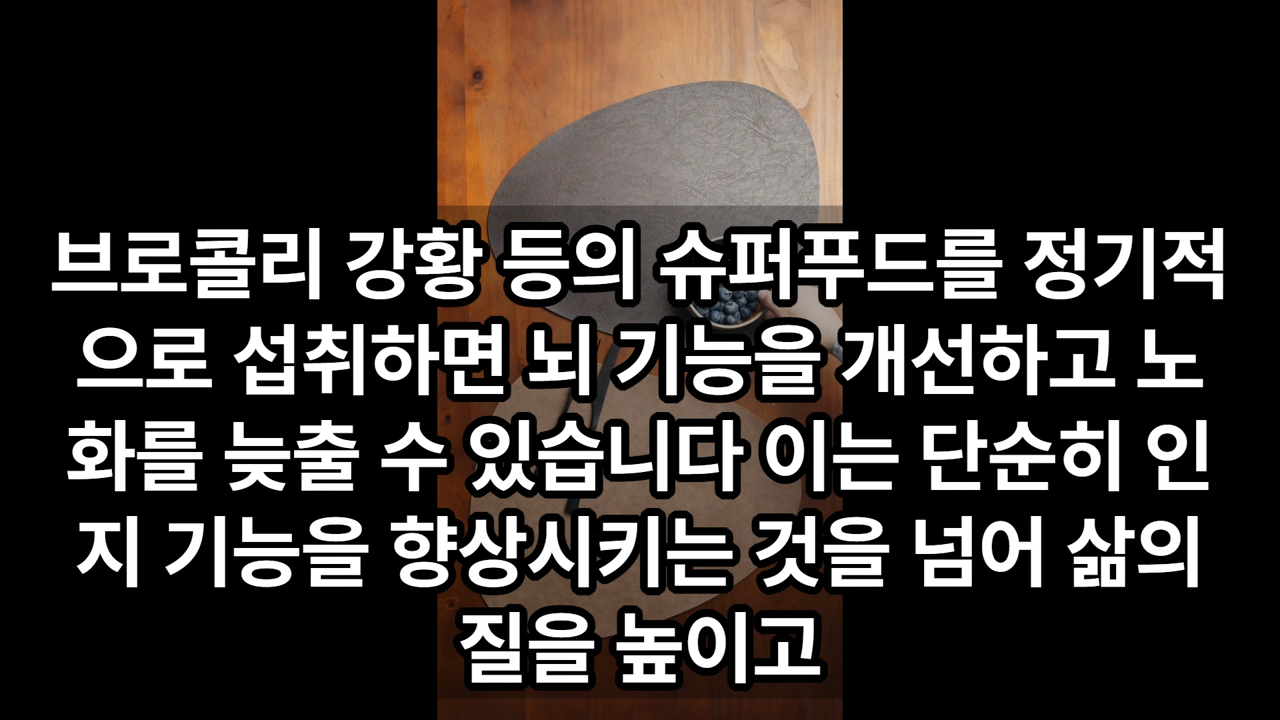 브로콜리 강황 등의 슈퍼푸드를 정기적
으로 섭취하면 뇌 기능을 개선하고 노
화를 늦출 수 있습니다 이는 단순히 인
지 기능을 향상시키는 것을 넘어 삶의
질을 높이고